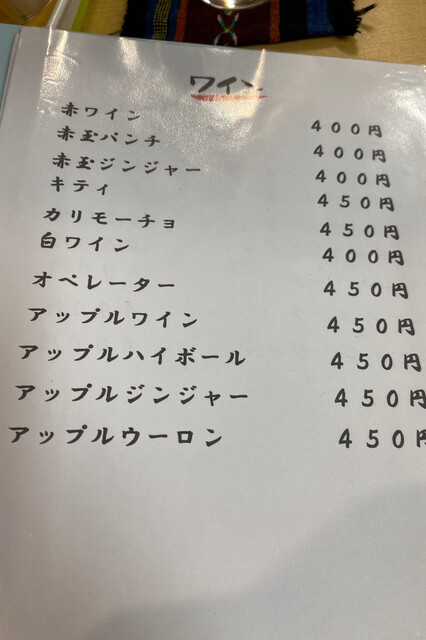 ワイン
赤ワイン 400円
赤玉パンチ 400円
赤玉ジンジャー 400円
キティ 450円
カリモーチョ 450円
白ワイン 400円
オペレーター 450円
アップルワイン 450円
アップルハイボール 450円
アップルジンジャー 450円
アップルウーロン 450円